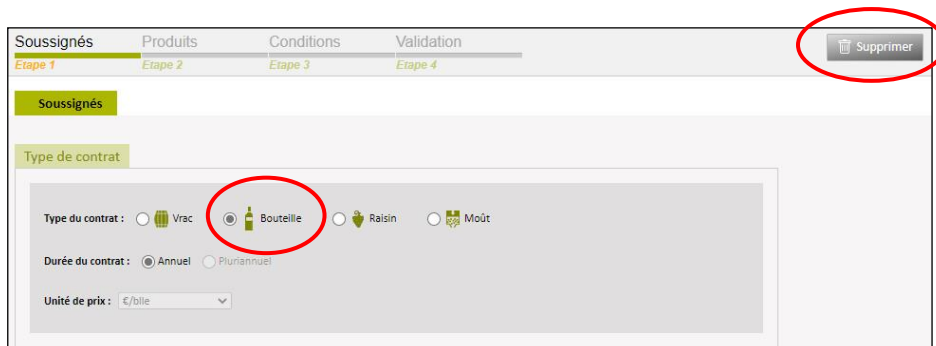 Soussignés Produits Conditions Validation
Supprimer
Etape 1 Etape 2 Etape 3 Etape 4
Soussignés
Type de contrat
Type du contrat : Vrac Bouteille Raisin Moût
Durée du contrat : Annuel Pluriannuel
Unité de prix : €/blle